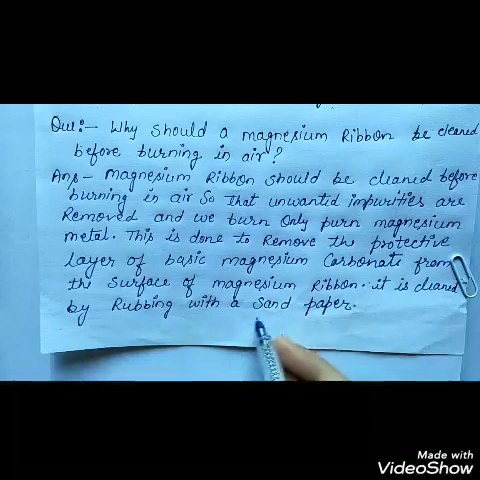 Que:- Why should a magnesium Ribbon be cleaned
before burning in air?
Ans- Magnesium Ribbon should be cleaned before
burning in air So that unwanted impurities are
Removed and we burn Only purn magnesium
metal. This is done to Remove the protective
layer of basic magnesium Carbonate from
the Surface of magnesium Ribbon. it is cleaned
by Rubbing with a Sand paper.
Made with
VideoShow